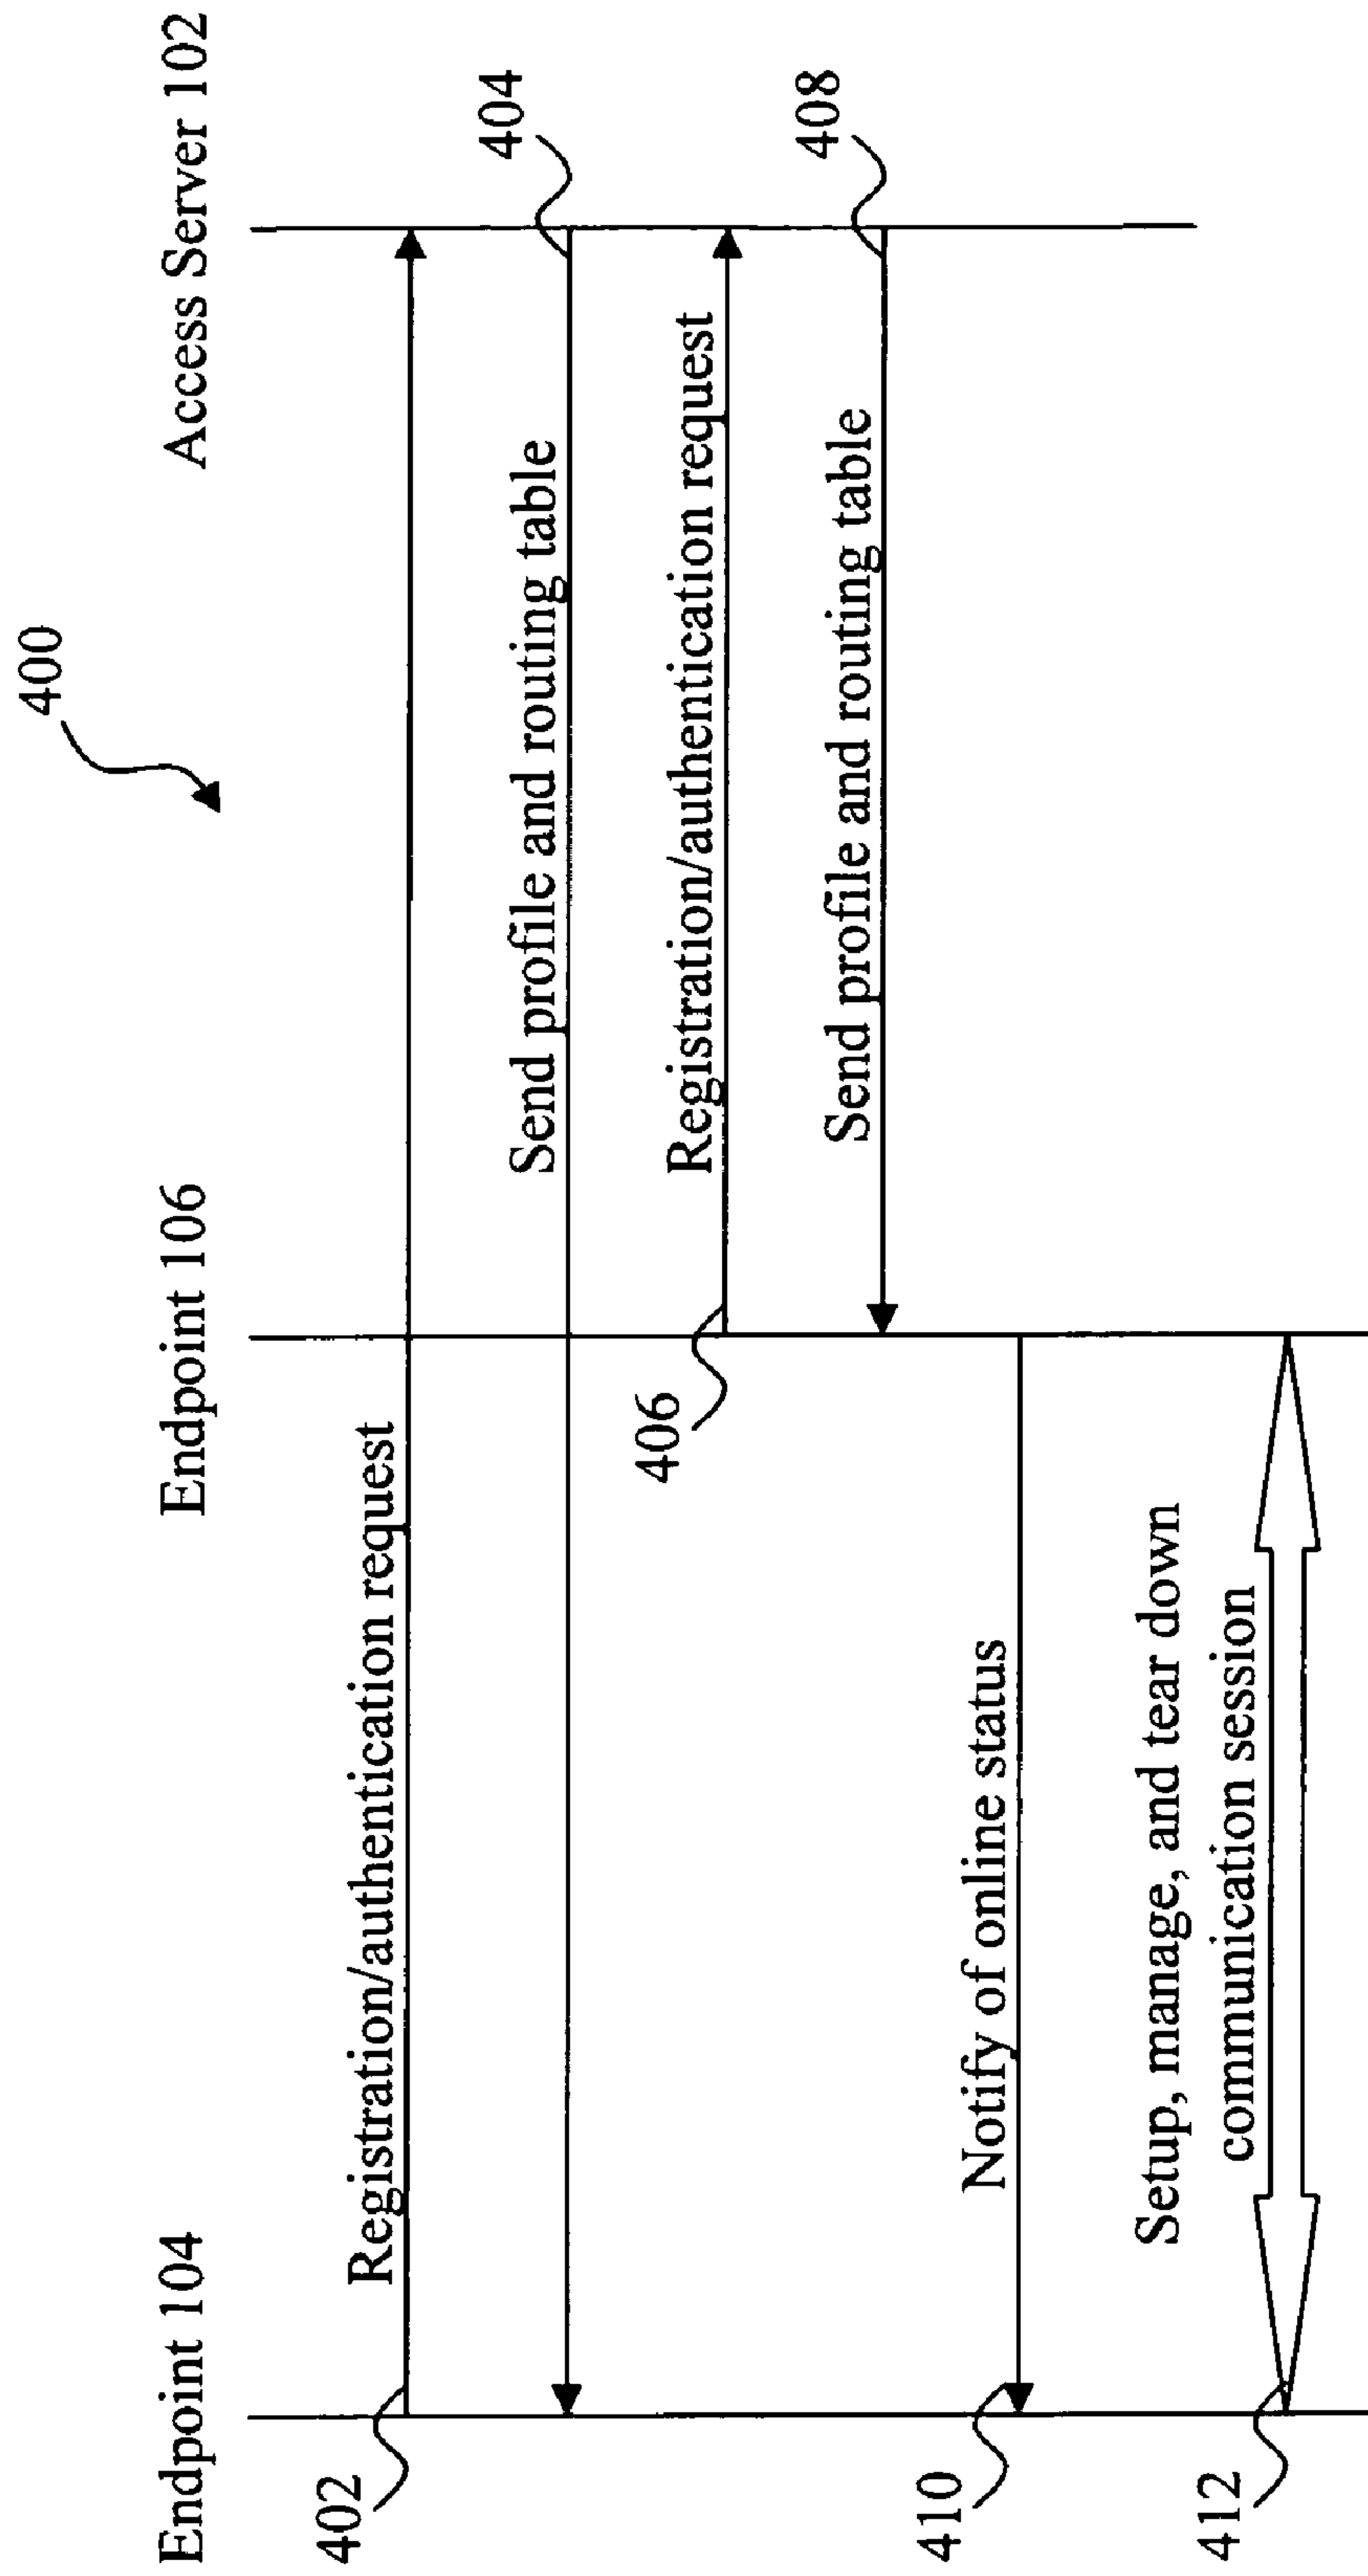 400
Endpoint 104
Endpoint 106
Access Server 102
402
Registration/authentication request
404
Send profile and routing table
406
Registration/authentication request
408
Send profile and routing table
410
Notify of online status
412
Setup, manage, and tear down
communication session